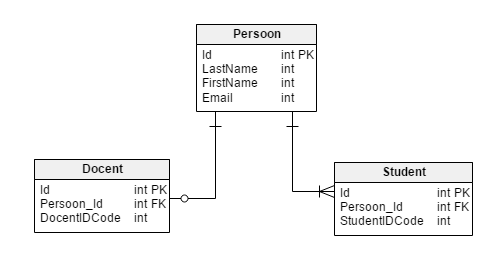 Persoon
Id int PK
LastName int
FirstName int
Email int
Docent
Id int PK
Persoon_Id int FK
DocentIDCode int
Student
Id int PK
Persoon_Id int FK
StudentIDCode int